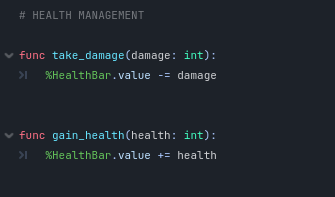 # HEALTH MANAGEMENT
func take_damage(damage: int):
%HealthBar.value -= damage
func gain_health(health: int):
%HealthBar.value += health